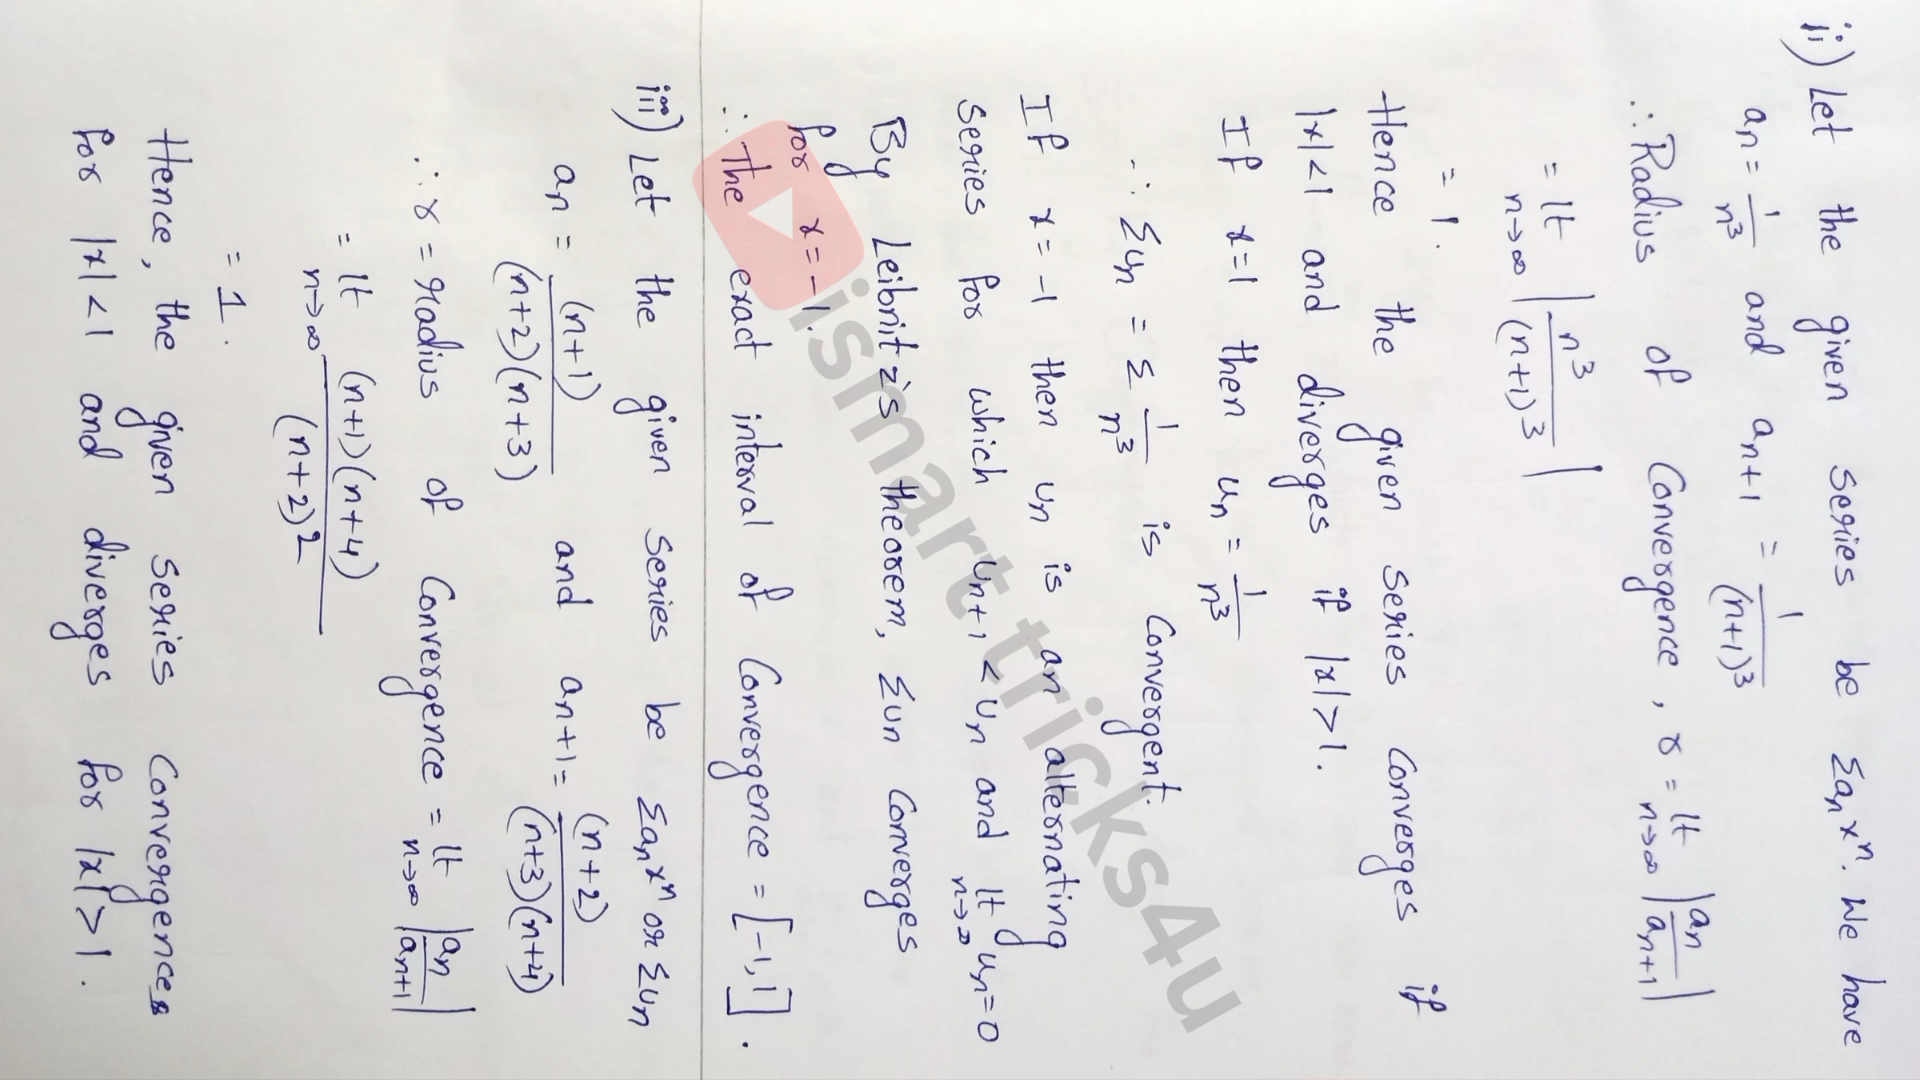 ii) Let the given series be Σaₙxⁿ. We have
aₙ = 1/n³ and aₙ₊₁ = 1/(n+1)³
∴ Radius of Convergence, r = lt n→∞ |aₙ/aₙ₊₁|
= lt n→∞ |n³/(n+1)³|
= 1.
Hence the given series Converges if
|x|<1 and diverges if |x|>1.
If x=1 then uₙ = 1/n³
∴ Σuₙ = Σ 1/n³ is Convergent.
If x=-1 then uₙ is an alternating
series for which uₙ₊₁ < uₙ and lt n→∞ uₙ=0
By Leibnitz's theorem, Σun Converges
for x=-1.
∴ The exact interval of Convergence = [-1,1].
iii) Let the given series be Σaₙxⁿ or Σuₙ
aₙ = (n+1)/(n+2)(n+3) and aₙ₊₁ = (n+2)/(n+3)(n+4)
∴ r = radius of Convergence = lt n→∞ |aₙ/aₙ₊₁|
= lt n→∞ (n+1)(n+4)/(n+2)²
= 1.
Hence, the given series Convergences
for |x|<1 and diverges for |x|>1.
ismart tricks4u